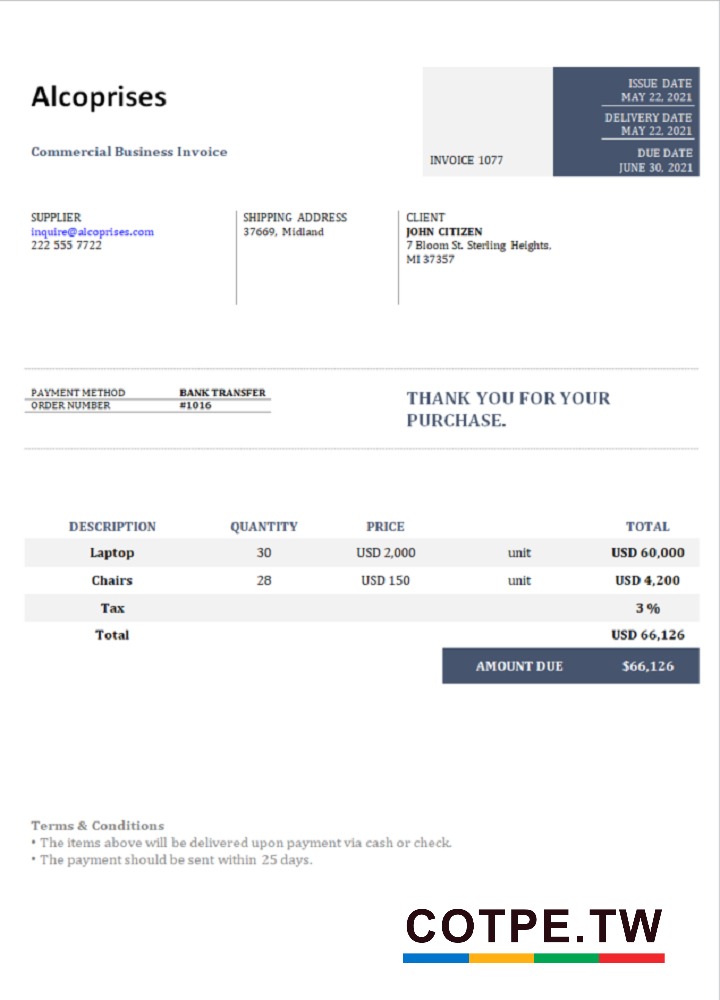 Alcoprises
Commercial Business Invoice
INVOICE 1077
ISSUE DATE
MAY 22, 2021
DELIVERY DATE
MAY 22, 2021
DUE DATE
JUNE 30, 2021
SUPPLIER
inquire@alcoprises.com
222 555 7722
SHIPPING ADDRESS
37669, Midland
CLIENT
JOHN CITIZEN
7 Bloom St. Sterling Heights,
MI 37357
PAYMENT METHOD BANK TRANSFER
ORDER NUMBER #1016
THANK YOU FOR YOUR
PURCHASE.
DESCRIPTION QUANTITY PRICE TOTAL
Laptop 30 USD 2,000 unit USD 60,000
Chairs 28 USD 150 unit USD 4,200
Tax 3 %
Total USD 66,126
AMOUNT DUE $66,126
Terms & Conditions
• The items above will be delivered upon payment via cash or check.
• The payment should be sent within 25 days.
COTPE.TW